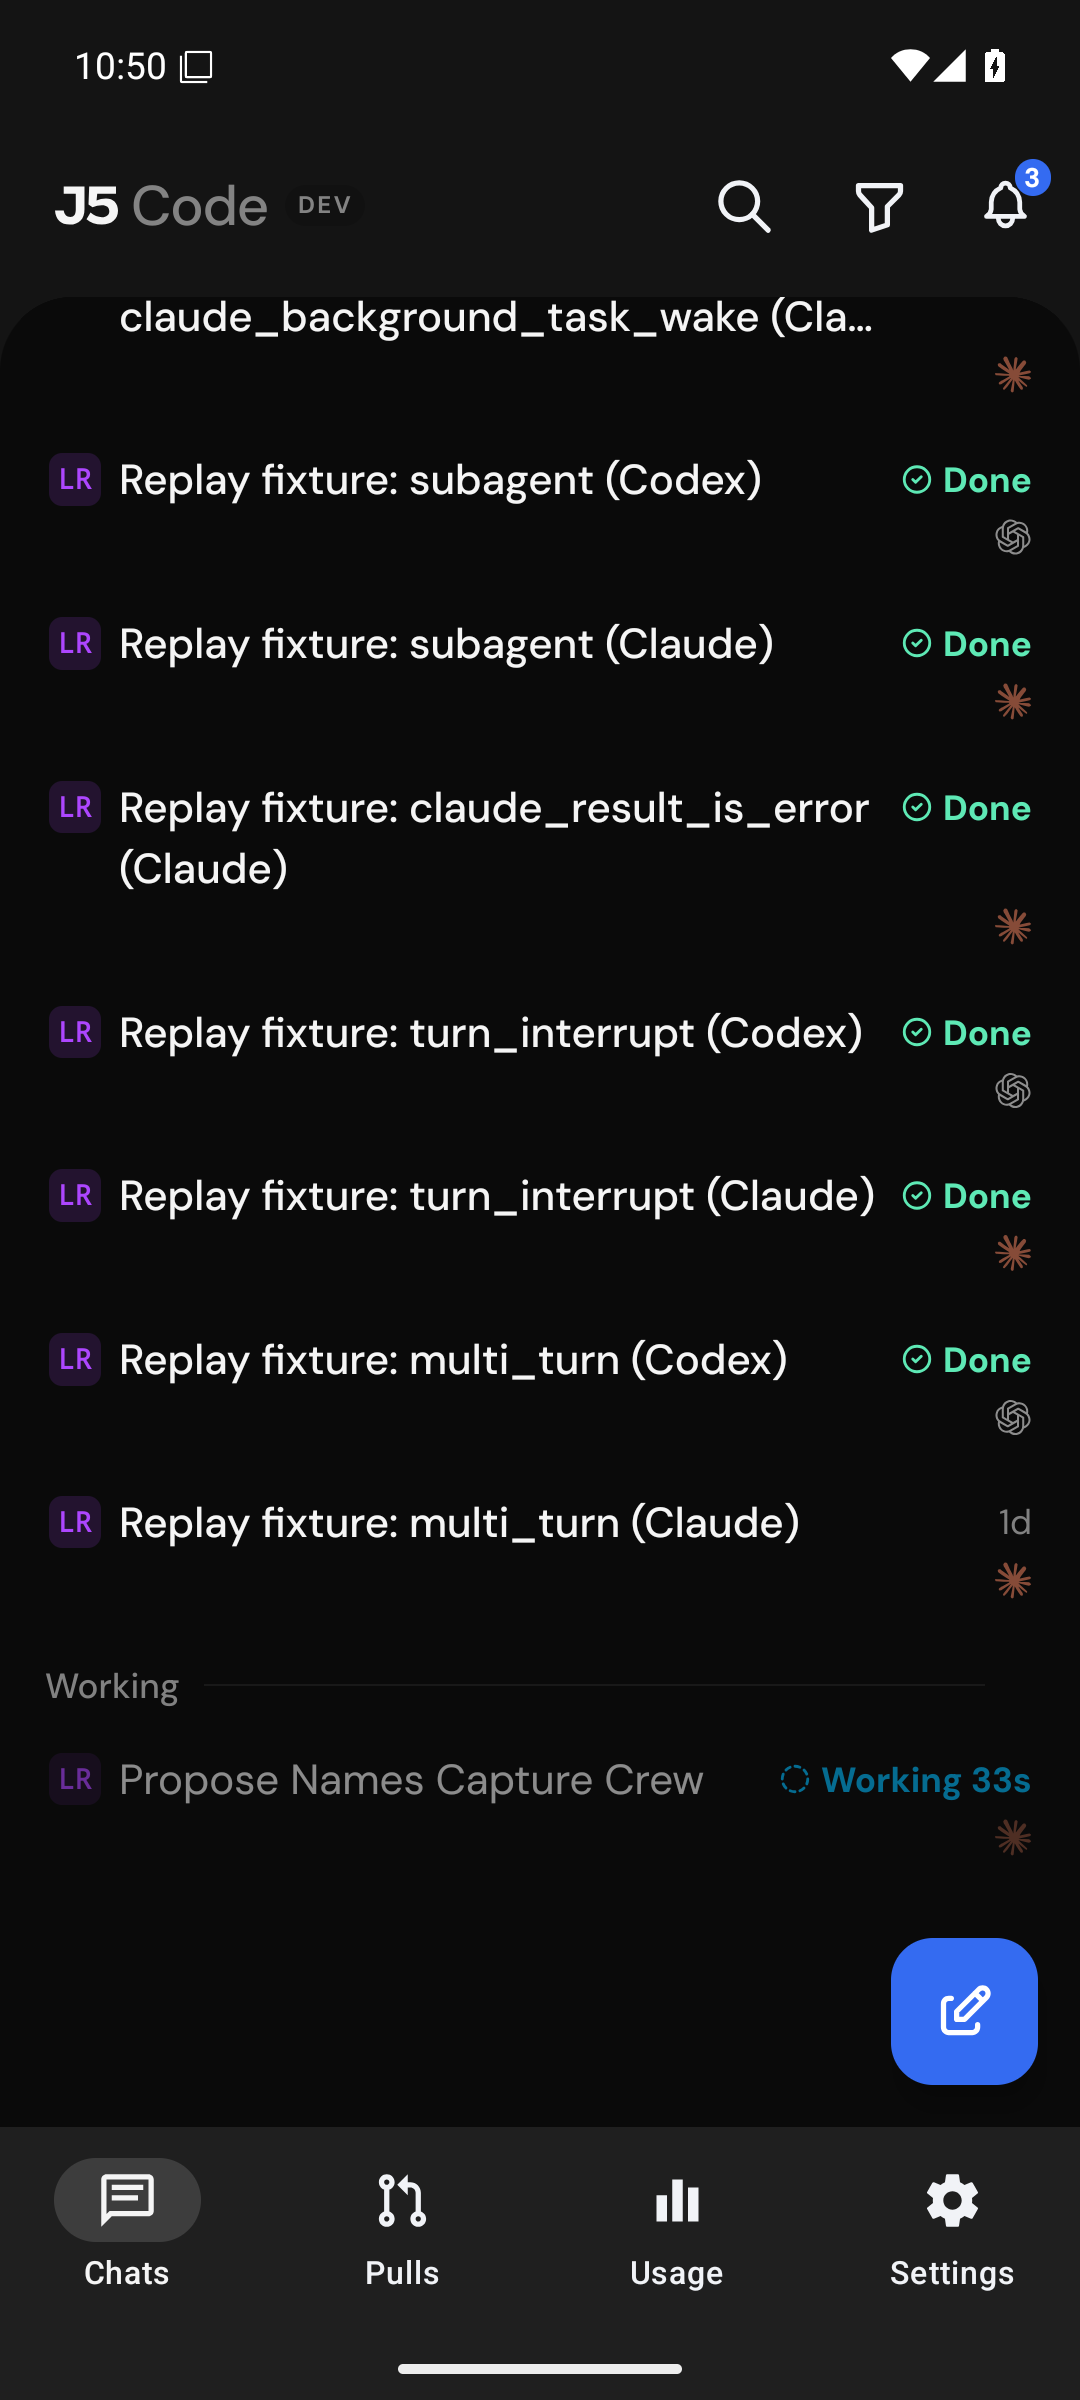 10:50
J5 Code DEV
3
claude_background_task_wake (Cla...
LR Replay fixture: subagent (Codex) Done
LR Replay fixture: subagent (Claude) Done
LR Replay fixture: claude_result_is_error Done
(Claude)
LR Replay fixture: turn_interrupt (Codex) Done
LR Replay fixture: turn_interrupt (Claude) Done
LR Replay fixture: multi_turn (Codex) Done
LR Replay fixture: multi_turn (Claude) 1d
Working
LR Propose Names Capture Crew Working 33s
Chats Pulls Usage Settings